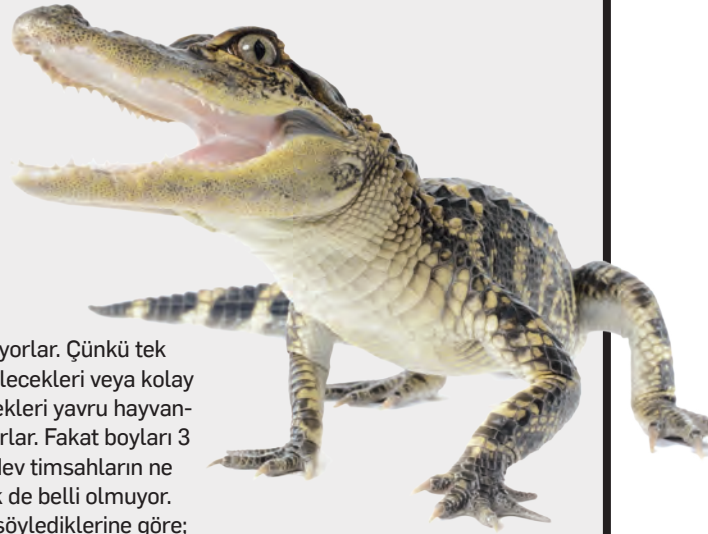 yorlar. Çünkü tek
lecekleri veya kolay
ekleri yavru hayvan-
rlar. Fakat boyları 3
dev timsahların ne
k de belli olmuyor.
söylediklerine göre;